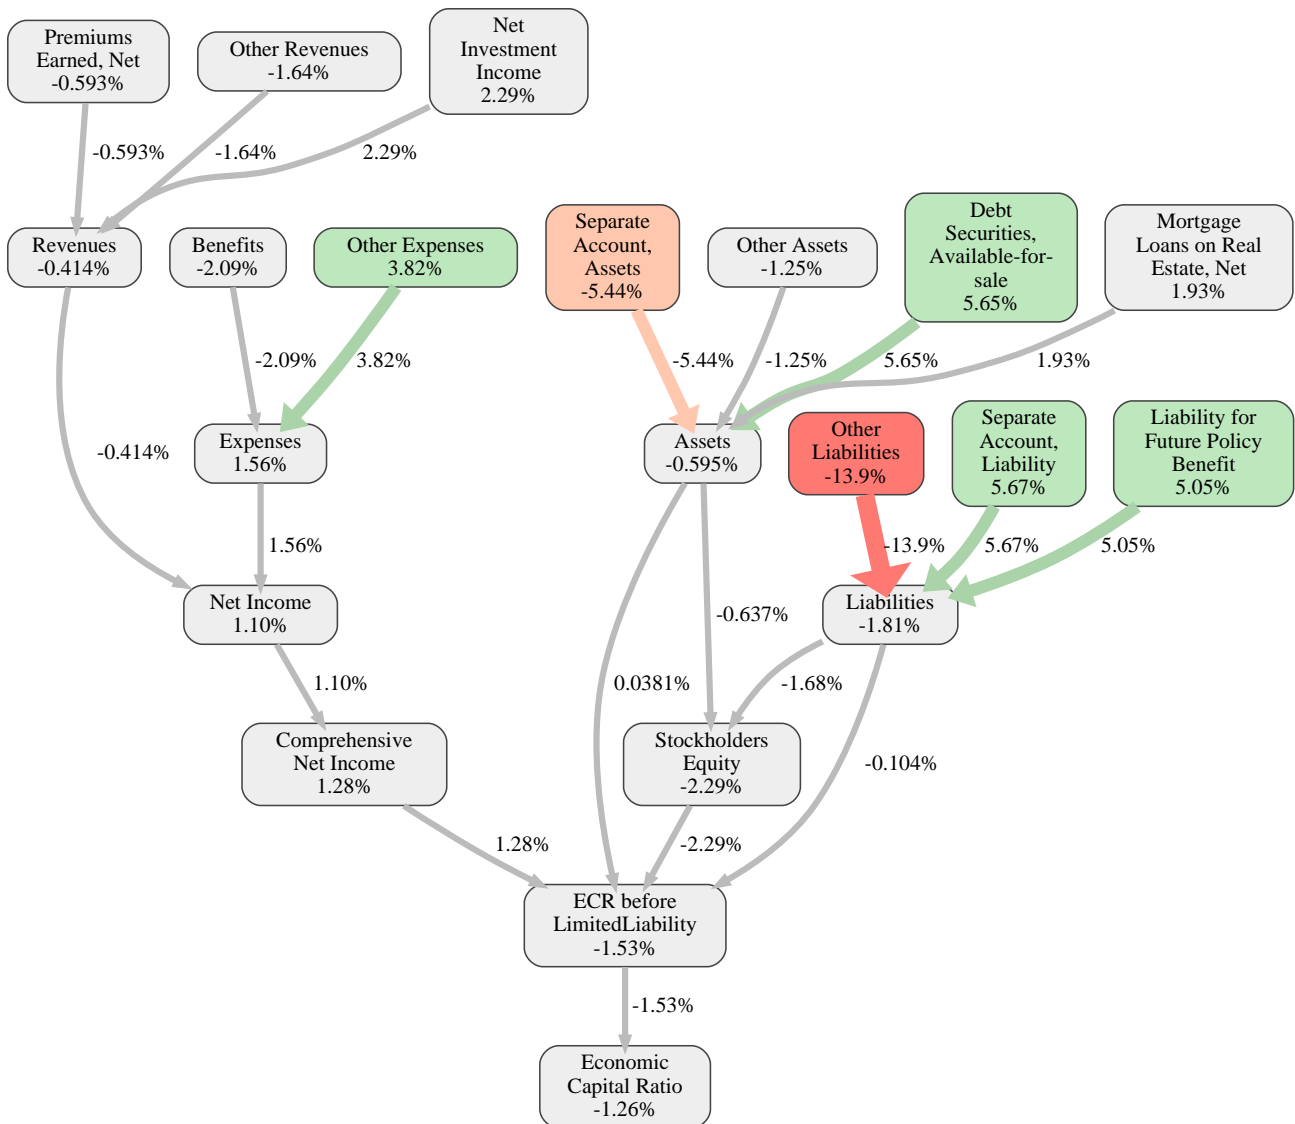 Premiums
Earned, Net
-0.593%
Other Revenues
-1.64%
Net
Investment
Income
2.29%
-0.593%
-1.64%
2.29%
Revenues
-0.414%
Benefits
-2.09%
Other Expenses
3.82%
Separate
Account,
Assets
-5.44%
Other Assets
-1.25%
Debt
Securities,
Available-for-
sale
5.65%
Mortgage
Loans on Real
Estate, Net
1.93%
-2.09%
3.82%
-5.44%
-1.25%
5.65%
1.93%
-0.414%
Expenses
1.56%
Assets
-0.595%
Other
Liabilities
-13.9%
Separate
Account,
Liability
5.67%
Liability for
Future Policy
Benefit
5.05%
1.56%
-13.9%
5.67%
5.05%
Net Income
1.10%
-0.637%
Liabilities
-1.81%
1.10%
0.0381%
-1.68%
Comprehensive
Net Income
1.28%
Stockholders
Equity
-2.29%
-0.104%
1.28%
-2.29%
ECR before
LimitedLiability
-1.53%
-1.53%
Economic
Capital Ratio
-1.26%